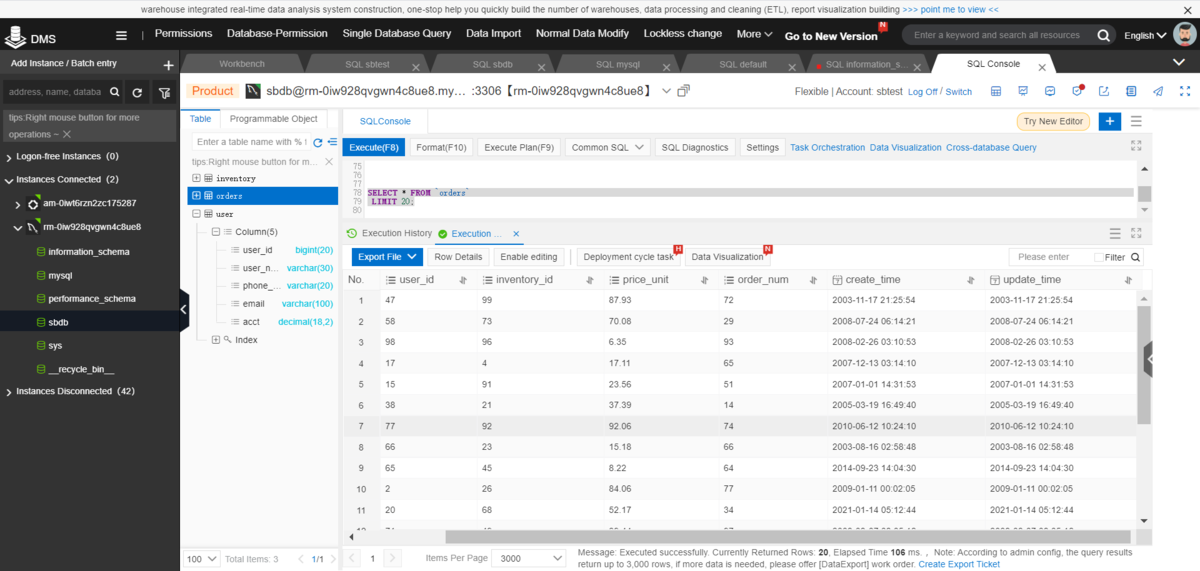 warehouse integrated real-time data analysis system construction, one-stop help you quickly build the number of warehouses, data processing and cleaning (ETL), report visualization building >>> point me to view <<
DMS
Permissions Database-Permission Single Database Query Data Import Normal Data Modify Lockless change More Go to New Version N Enter a keyword and search all resources English
Add Instance / Batch entry
Workbench SQL sbtest SQL sbdb SQL mysql SQL default SQL information_s... SQL Console
address, name, databa
Product sbdb@rm-0iw928qvgwn4c8ue8.my... :3306【rm-0iw928qvgwn4c8ue8】 Flexible | Account: sbtest Log Off / Switch
tips:Right mouse button for more
operations ~
Logon-free Instances (0)
Instances Connected (2)
am-0iwt6rzn2zc175287
rm-0iw928qvgwn4c8ue8
information_schema
mysql
performance_schema
sbdb
sys
__recycle_bin__
Instances Disconnected (42)
Table Programmable Object
Enter a table name with % !
tips:Right mouse button for m...
inventory
orders
user
Column(5)
user_id bigint(20)
user_n... varchar(30)
phone_... varchar(20)
email varchar(100)
acct decimal(18,2)
Index
100 Total Items: 3 1/1
SQLConsole Try New Editor
Execute(F8) Format(F10) Execute Plan(F9) Common SQL SQL Diagnostics Settings Task Orchestration Data Visualization Cross-database Query
75
76
77
78 SELECT * FROM `orders`
79 LIMIT 20;
80
Execution History Execution ...
Export File Row Details Enable editing Deployment cycle task H Data Visualization N Please enter Filter
No. user_id inventory_id price_unit order_num create_time update_time
1 47 99 87.93 72 2003-11-17 21:25:54 2003-11-17 21:25:54
2 58 73 70.08 29 2008-07-24 06:14:21 2008-07-24 06:14:21
3 98 96 6.35 93 2008-02-26 03:10:53 2008-02-26 03:10:53
4 17 4 17.11 65 2007-12-13 03:14:10 2007-12-13 03:14:10
5 15 91 23.56 51 2007-01-01 14:31:53 2007-01-01 14:31:53
6 38 21 37.39 14 2005-03-19 16:49:40 2005-03-19 16:49:40
7 77 92 92.06 74 2010-06-12 10:24:10 2010-06-12 10:24:10
8 66 23 15.18 66 2003-08-16 02:58:48 2003-08-16 02:58:48
9 65 45 8.22 64 2014-09-23 14:04:30 2014-09-23 14:04:30
10 2 26 84.06 77 2009-01-11 00:02:05 2009-01-11 00:02:05
11 20 68 52.17 34 2021-01-14 05:12:44 2021-01-14 05:12:44
1 Items Per Page 3000
Message: Executed successfully. Currently Returned Rows: 20, Elapsed Time 106 ms. , Note: According to admin config, the query results
return up to 3,000 rows, if more data is needed, please offer [DataExport] work order. Create Export Ticket